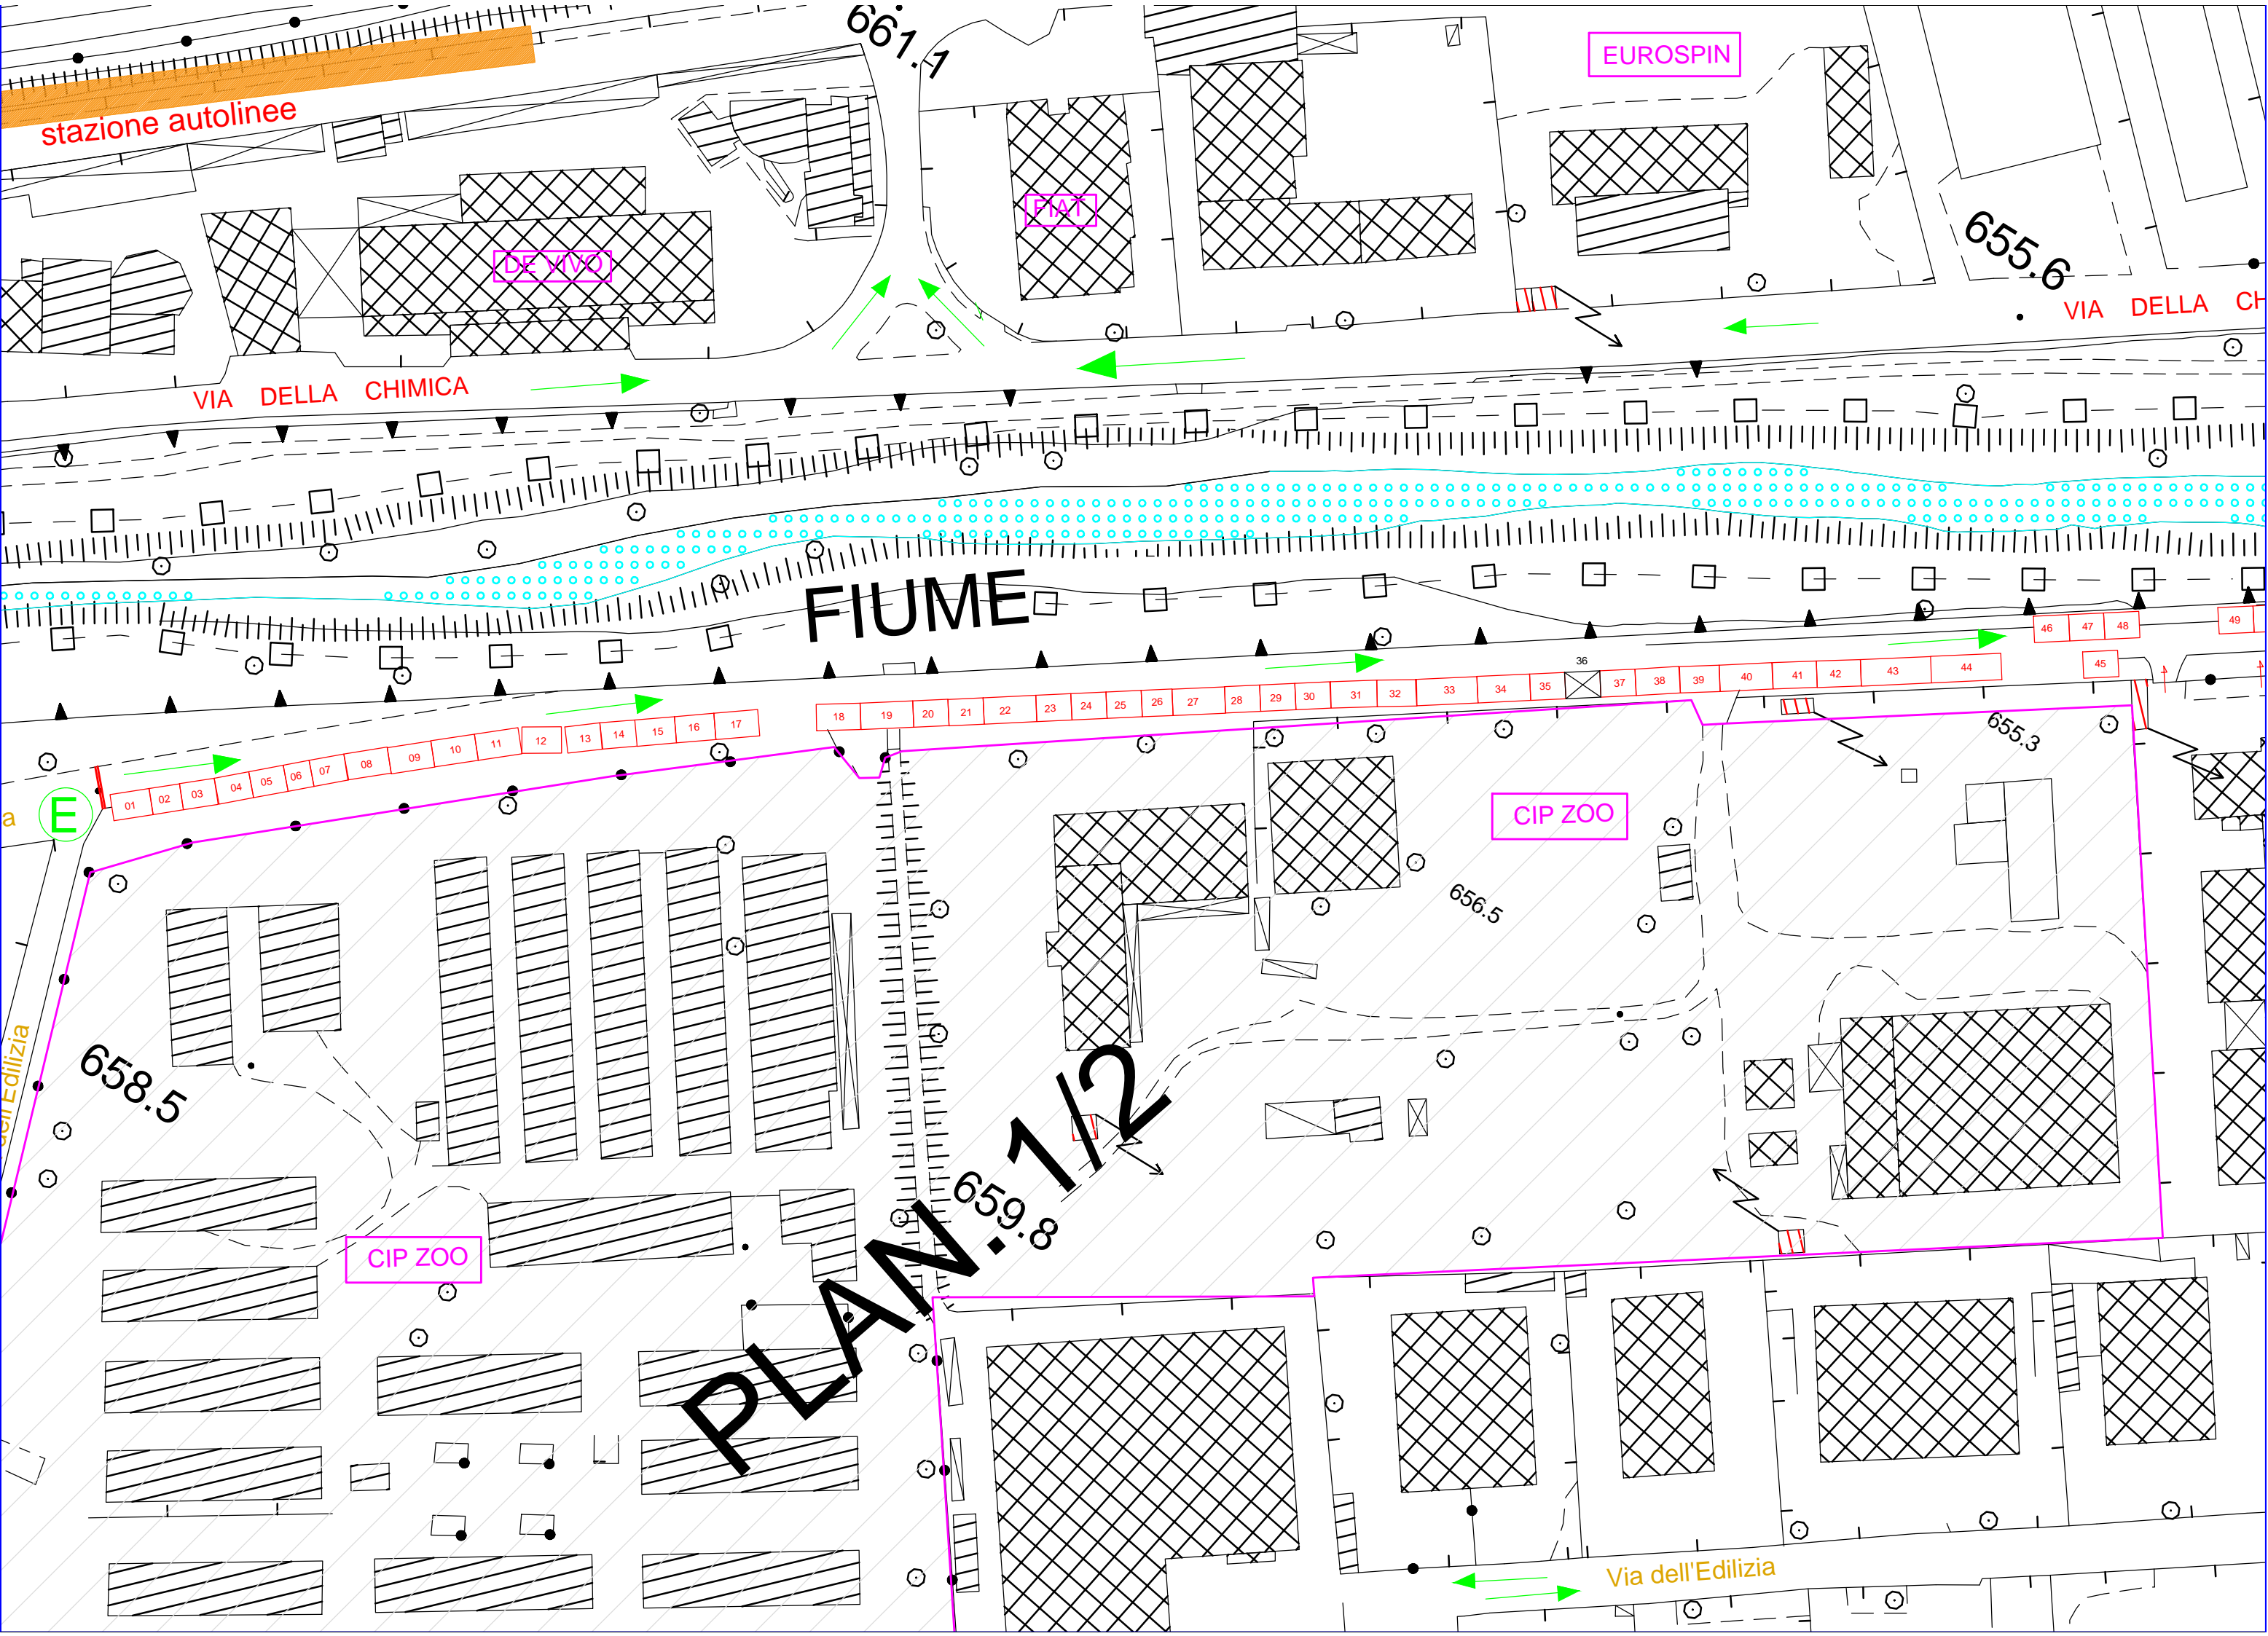 661.1
EUROSPIN
stazione autolinee
FIAT
DE VIVO
655.6
VIA DELLA CH
VIA DELLA CHIMICA
FIUME
46 47 48 49
36
18 19 20 21 22 23 24 25 26 27 28 29 30 31 32 33 34 35 37 38 39 40 41 42 43 44 45
01 02 03 04 05 06 07 08 09 10 11 12 13 14 15 16 17
655.3
a
E
CIP ZOO
656.5
658.5
dell'Edilizia
659.8
PLAN. 1/2
CIP ZOO
Via dell'Edilizia